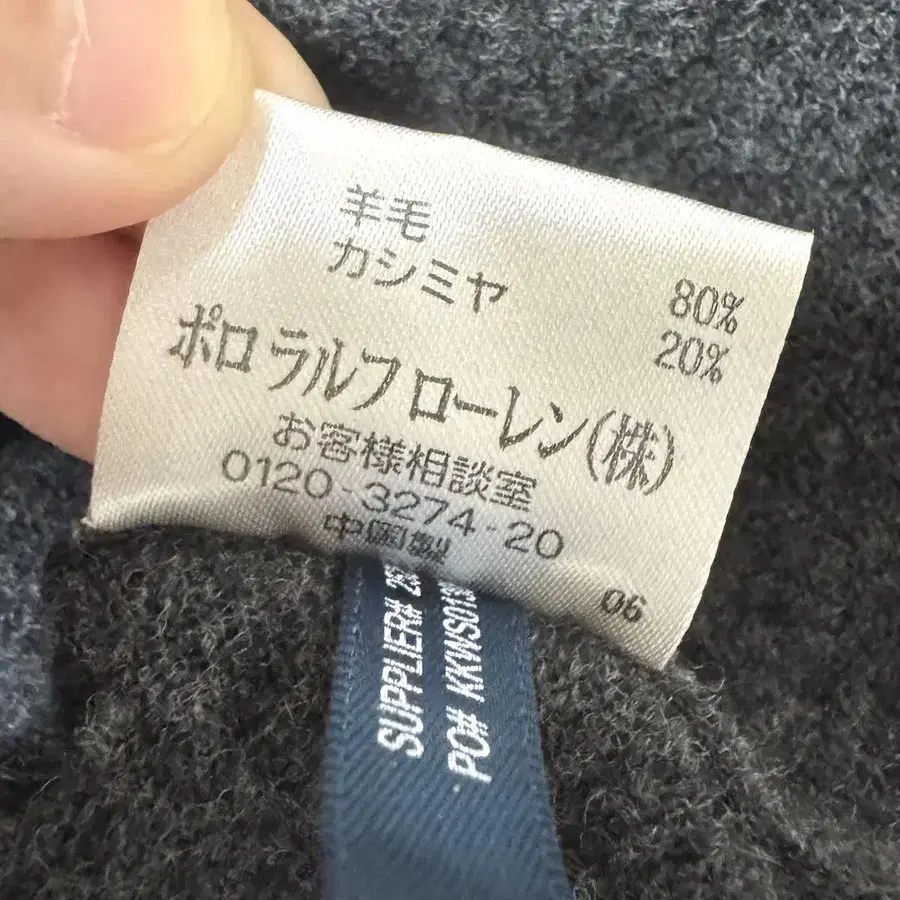 羊毛 80%
カシミヤ 20%
ポロ ラルフ ローレン(株)
お客様相談室
0120-3274-20
中国製
06
SUPPLIER#
PO#